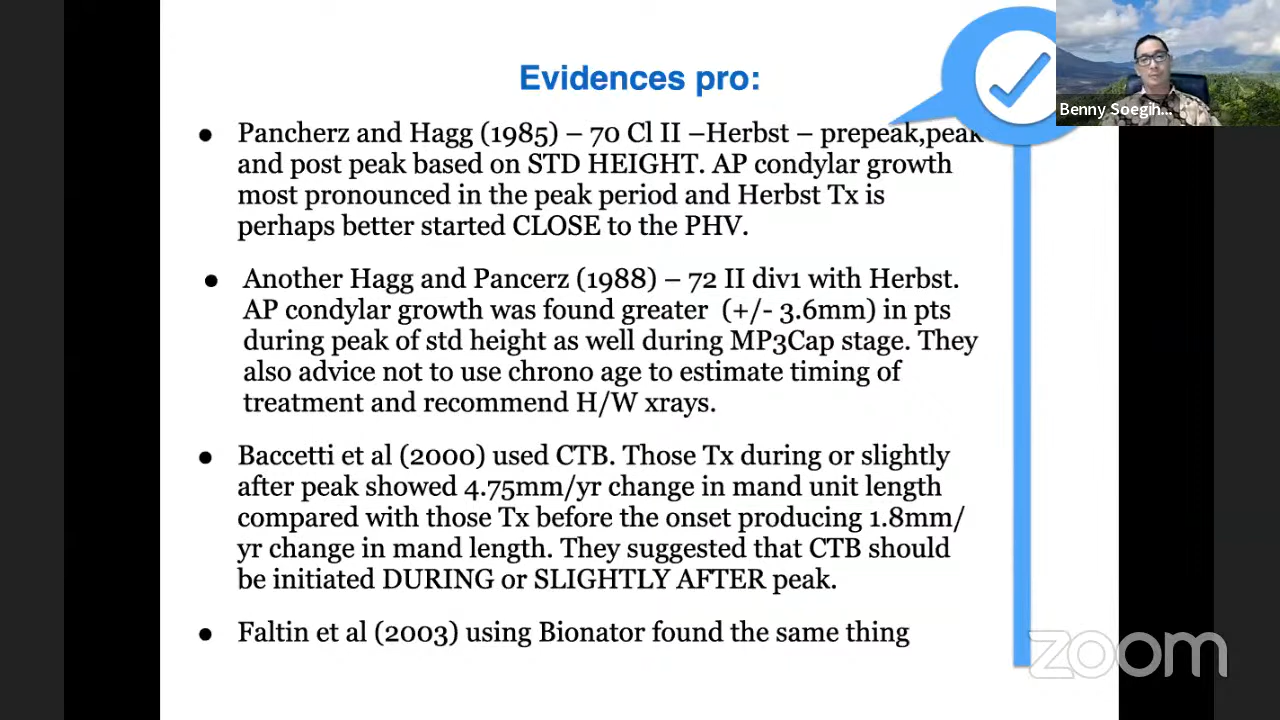 Evidences pro:
Benny Soegih...
● Pancherz and Hagg (1985) – 70 Cl II –Herbst – prepeak,peak
and post peak based on STD HEIGHT. AP condylar growth
most pronounced in the peak period and Herbst Tx is
perhaps better started CLOSE to the PHV.
● Another Hagg and Pancerz (1988) – 72 II div1 with Herbst.
AP condylar growth was found greater (+/- 3.6mm) in pts
during peak of std height as well during MP3Cap stage. They
also advice not to use chrono age to estimate timing of
treatment and recommend H/W xrays.
● Baccetti et al (2000) used CTB. Those Tx during or slightly
after peak showed 4.75mm/yr change in mand unit length
compared with those Tx before the onset producing 1.8mm/
yr change in mand length. They suggested that CTB should
be initiated DURING or SLIGHTLY AFTER peak.
● Faltin et al (2003) using Bionator found the same thing
zoom